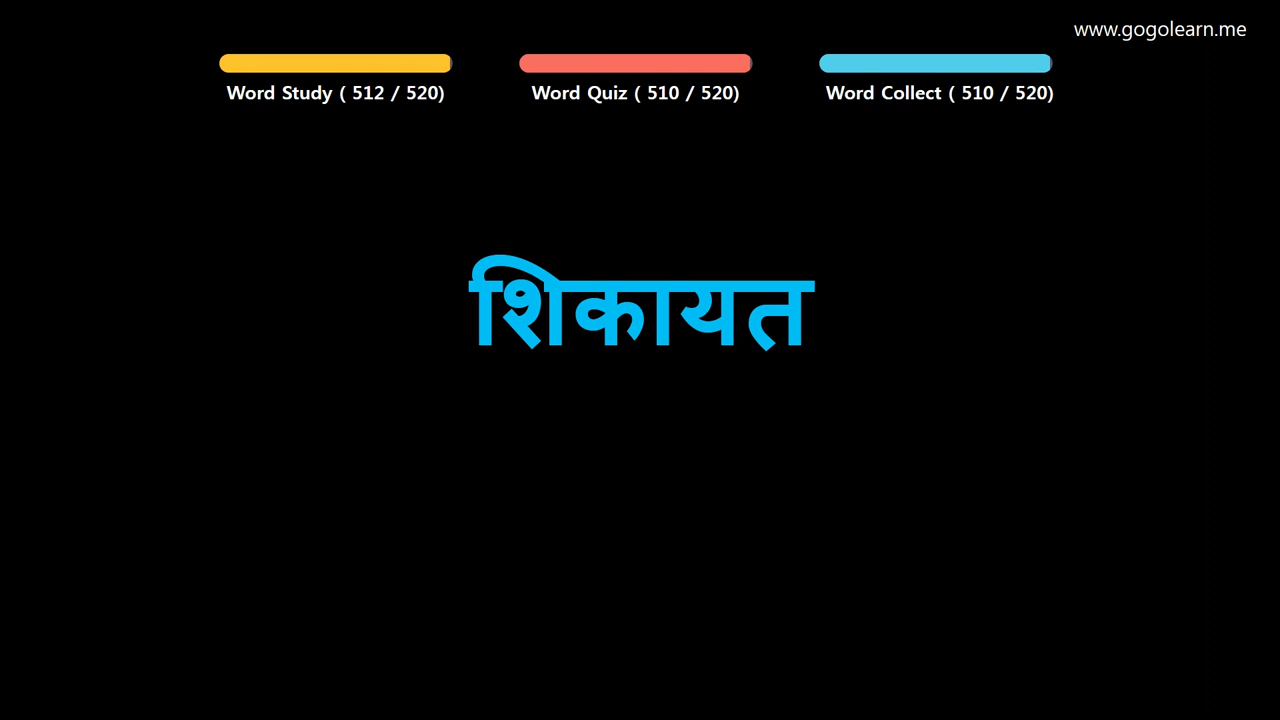 www.gogolearn.me
Word Study ( 512 / 520)
Word Quiz ( 510 / 520)
Word Collect ( 510 / 520)
शिकायत